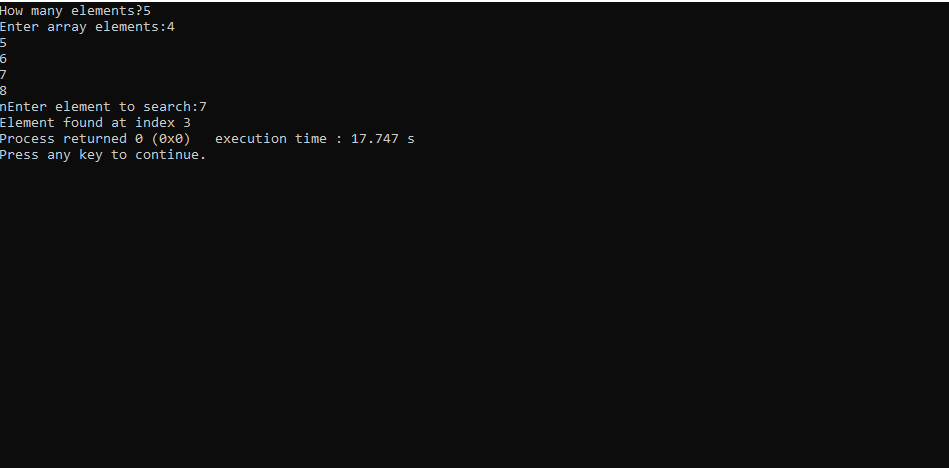 How many elements?5
Enter array elements:4
5
6
7
8
nEnter element to search:7
Element found at index 3
Process returned 0 (0x0)   execution time : 17.747 s
Press any key to continue.